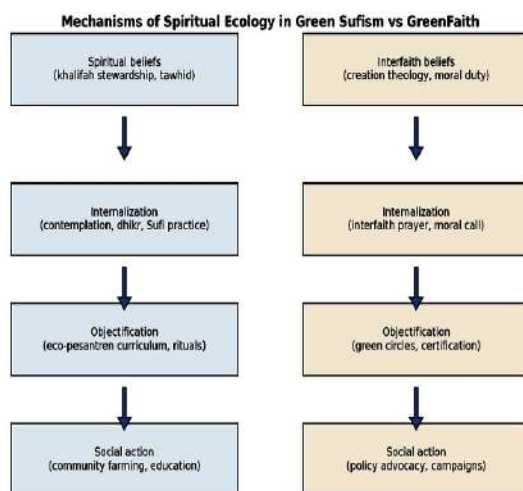 Mechanisms of Spiritual Ecology in Green Sufism vs GreenFaith
Spiritual beliefs
(khalifah stewardship, tawhid)
Internalization
(contemplation, dhikr, Sufi practice)
Objectification
(eco-pesantren curriculum, rituals)
Social action
(community farming, education)
Interfaith beliefs
(creation theology, moral duty)
Internalization
(interfaith prayer, moral call)
Objectification
(green circles, certification)
Social action
(policy advocacy, campaigns)